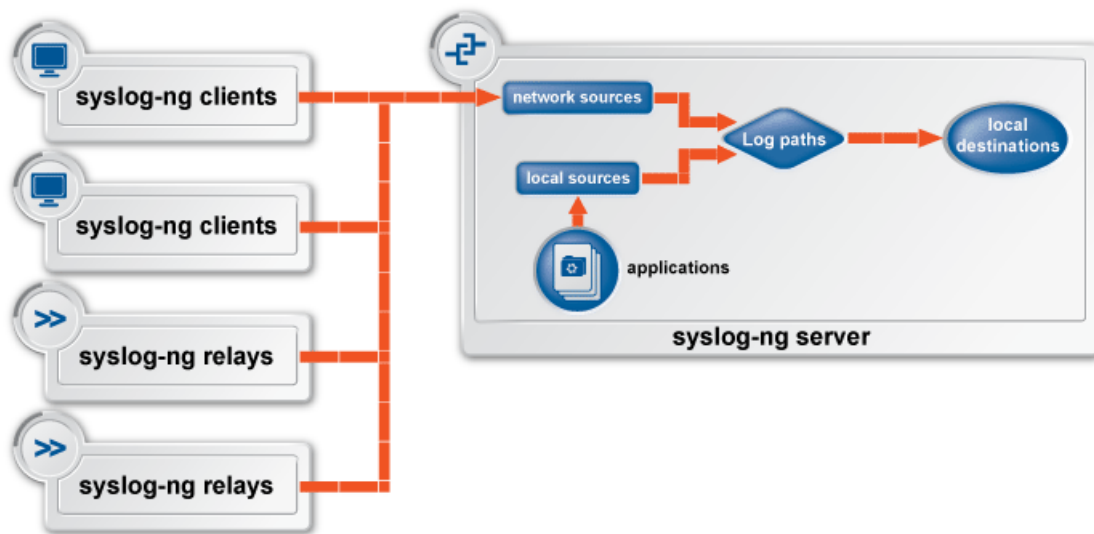 syslog-ng clients
syslog-ng clients
>> syslog-ng relays
>> syslog-ng relays
network sources
local sources
applications
Log paths
local
destinations
syslog-ng server